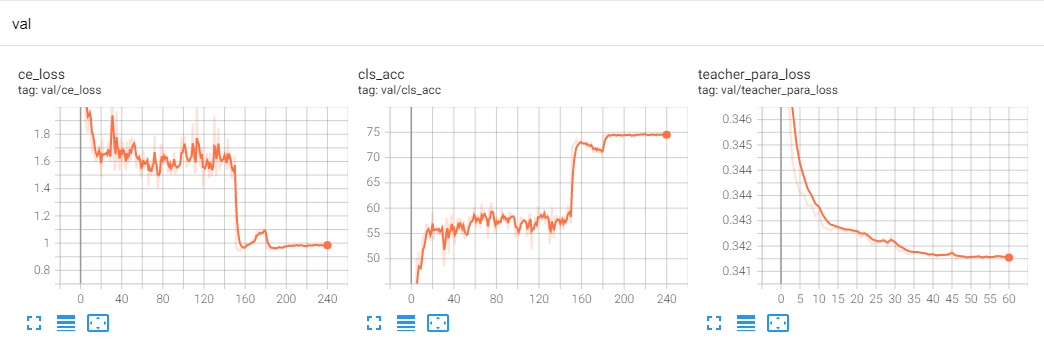 val
ce_loss
tag: val/ce_loss
1.8
1.6
1.4
1.2
1
0.8
0 40 80 120 160 200 240
cls_acc
tag: val/cls_acc
75
70
65
60
55
50
0 40 80 120 160 200 240
teacher_para_loss
tag: val/teacher_para_loss
0.346
0.345
0.344
0.343
0.342
0.341
0 5 10 15 20 25 30 35 40 45 50 55 60